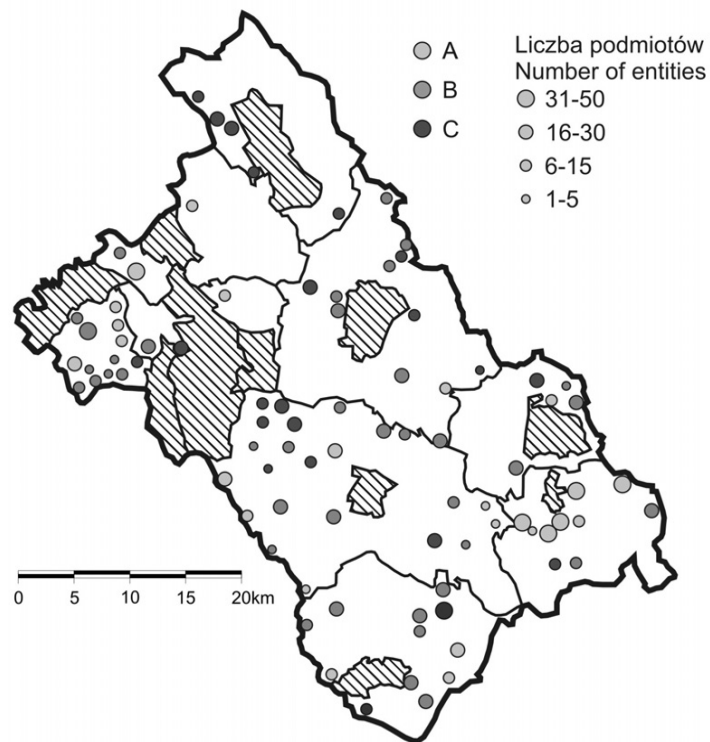 A
B
C
Liczba podmiotów
Number of entities
31-50
16-30
6-15
1-5
0 5 10 15 20km